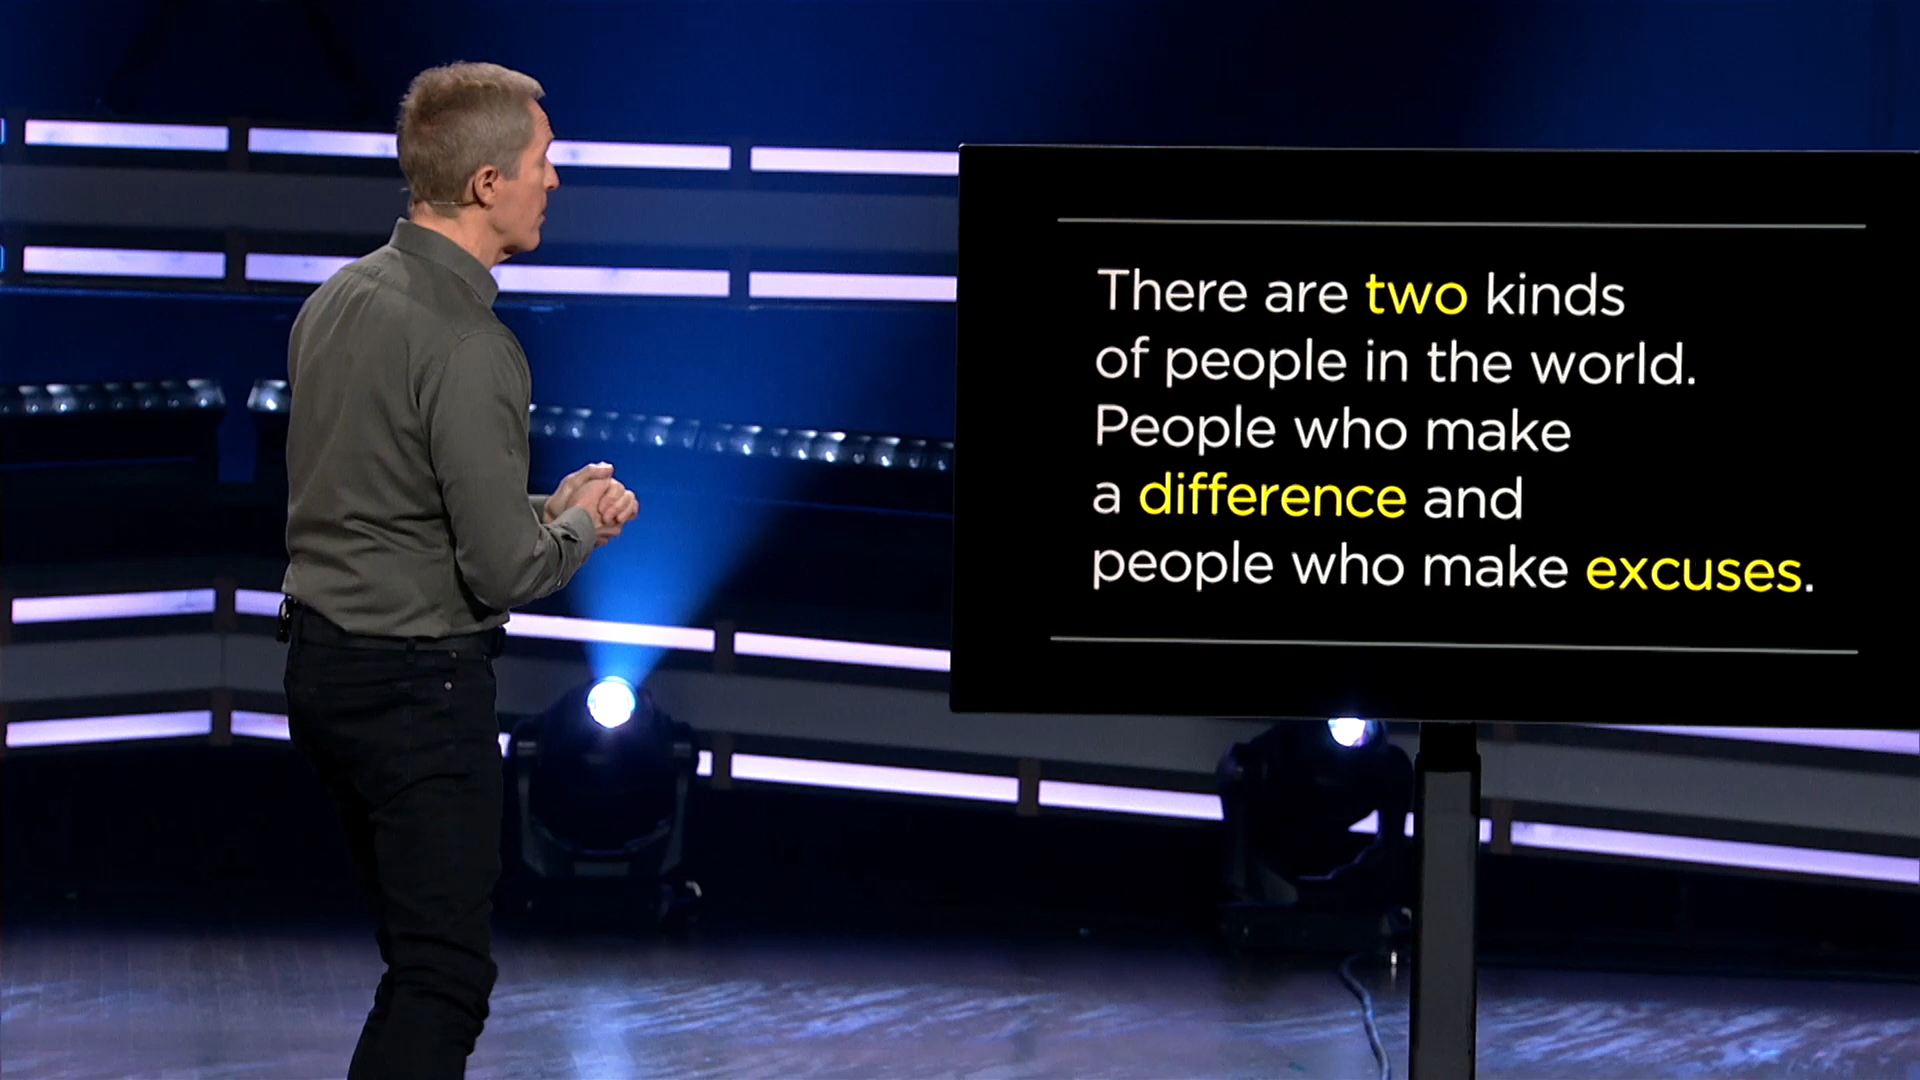 There are two kinds
of people in the world.
People who make
a difference and
people who make excuses.